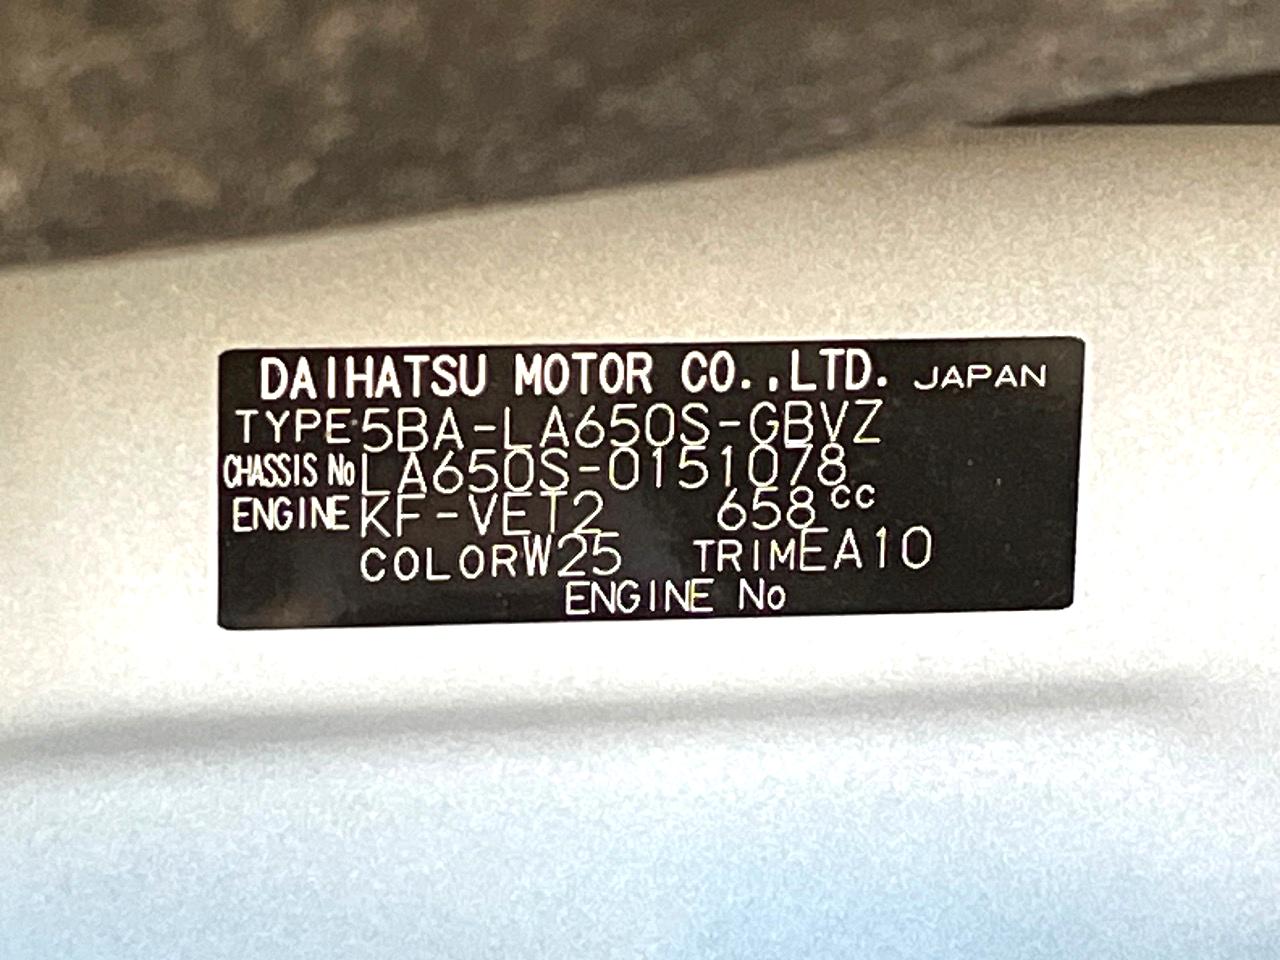 DAIHATSU MOTOR CO.,LTD. JAPAN
TYPE 5BA-LA650S-GBVZ
CHASSIS No LA650S-0151078
ENGINE KF-VET2 658cc
COLOR W25 TRIM EA10
ENGINE No